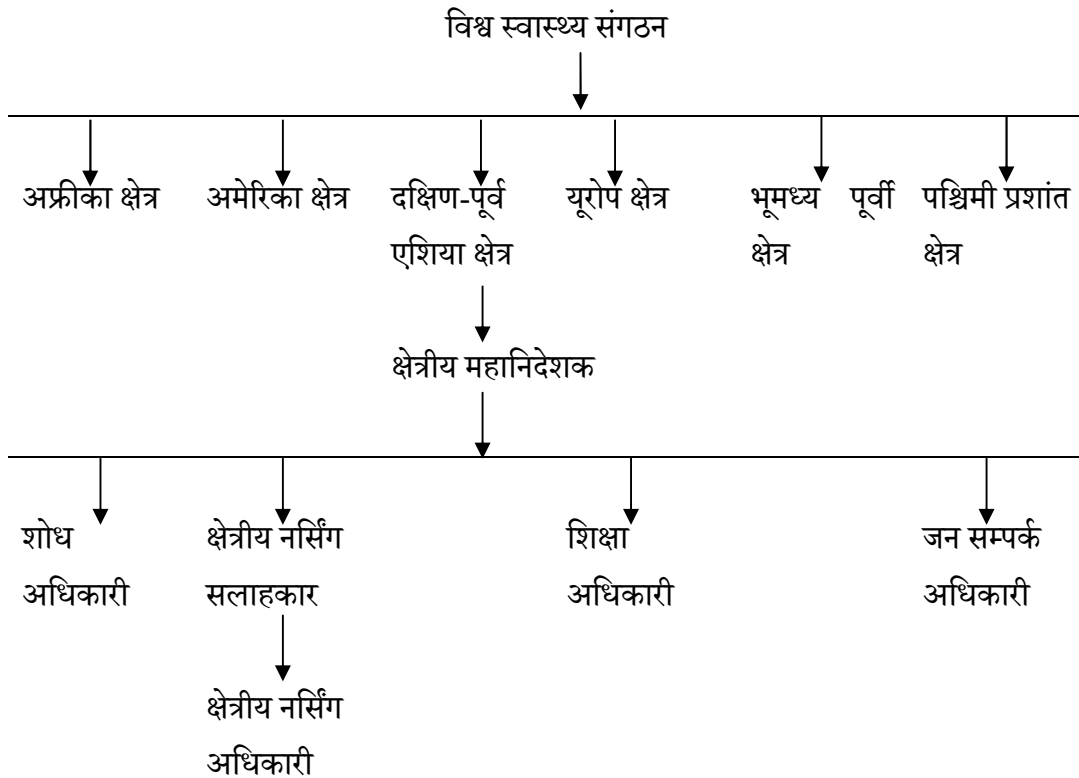 विश्व स्वास्थ्य संगठन
अफ्रीका क्षेत्र अमेरिका क्षेत्र दक्षिण-पूर्व यूरोप क्षेत्र भूमध्य पूर्वी पश्चिमी प्रशांत
एशिया क्षेत्र क्षेत्र क्षेत्र
क्षेत्रीय महानिदेशक
शोध क्षेत्रीय नर्सिंग शिक्षा जन सम्पर्क
अधिकारी सलाहकार अधिकारी अधिकारी
क्षेत्रीय नर्सिंग
अधिकारी